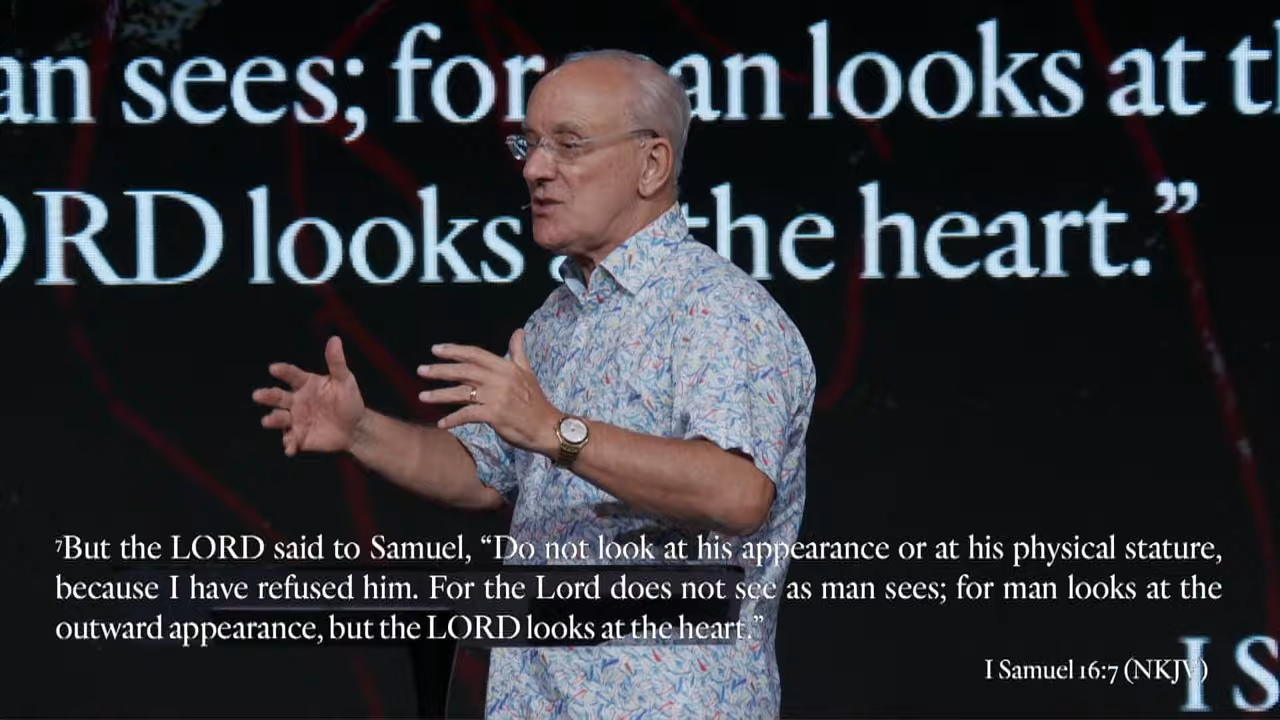 an sees; for an looks at t
ORD looks the heart.”
⁷But the LORD said to Samuel, “Do not look at his appearance or at his physical stature,
because I have refused him. For the Lord does not see as man sees; for man looks at the
outward appearance, but the LORD looks at the heart.”
I Samuel 16:7 (NKJV)
I S